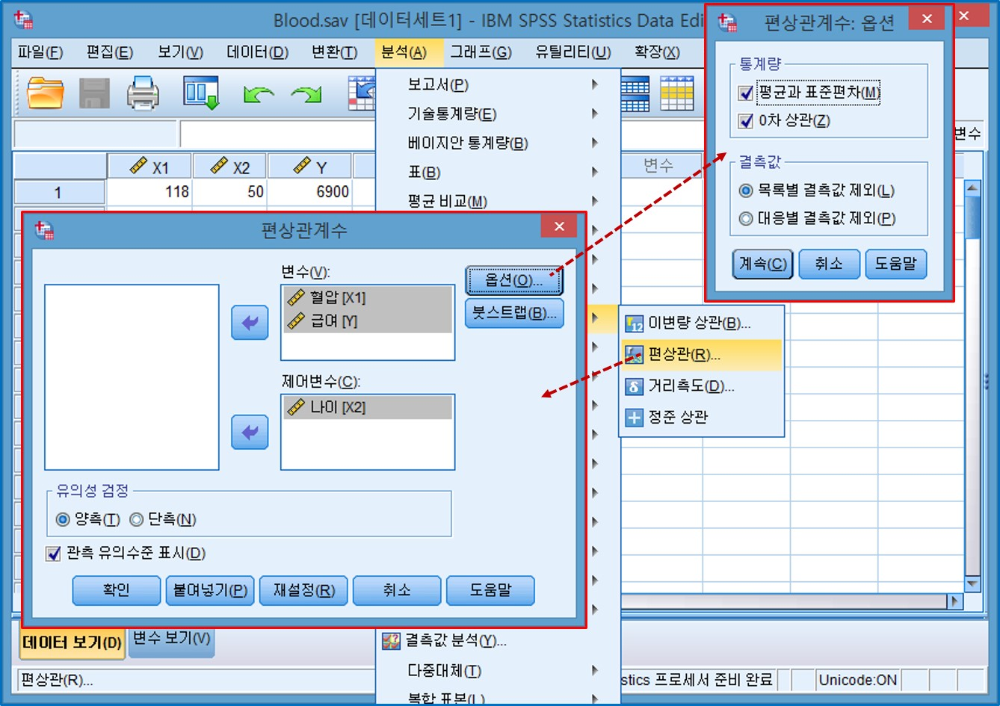 Blood.sav [데이터세트1] - IBM SPSS Statistics Data Edi
파일(F) 편집(E) 보기(V) 데이터(D) 변환(T) 분석(A) 그래프(G) 유틸리티(U) 확장(X)
보고서(P)
기술통계량(E)
베이지안 통계량(B)
표(B)
평균 비교(M)
변수
변수
X1 X2 Y
1 118 50 6900
편상관계수: 옵션
통계량
평균과 표준편차(M)
0차 상관(Z)
결측값
목록별 결측값 제외(L)
대응별 결측값 제외(P)
계속(C) 취소 도움말
편상관계수
변수(V):
혈압 [X1]
급여 [Y]
옵션(O)...
붓스트랩(B)...
제어변수(C):
나이 [X2]
유의성 검정
양측(T) 단측(N)
관측 유의수준 표시(D)
확인 붙여넣기(P) 재설정(R) 취소 도움말
이변량 상관(B)...
편상관(R)...
거리측도(D)...
정준 상관
결측값 분석(Y)...
다중대체(T)
복합 표본(L)
데이터 보기(D) 변수 보기(V)
편상관(R)...
stics 프로세서 준비 완료
Unicode:ON